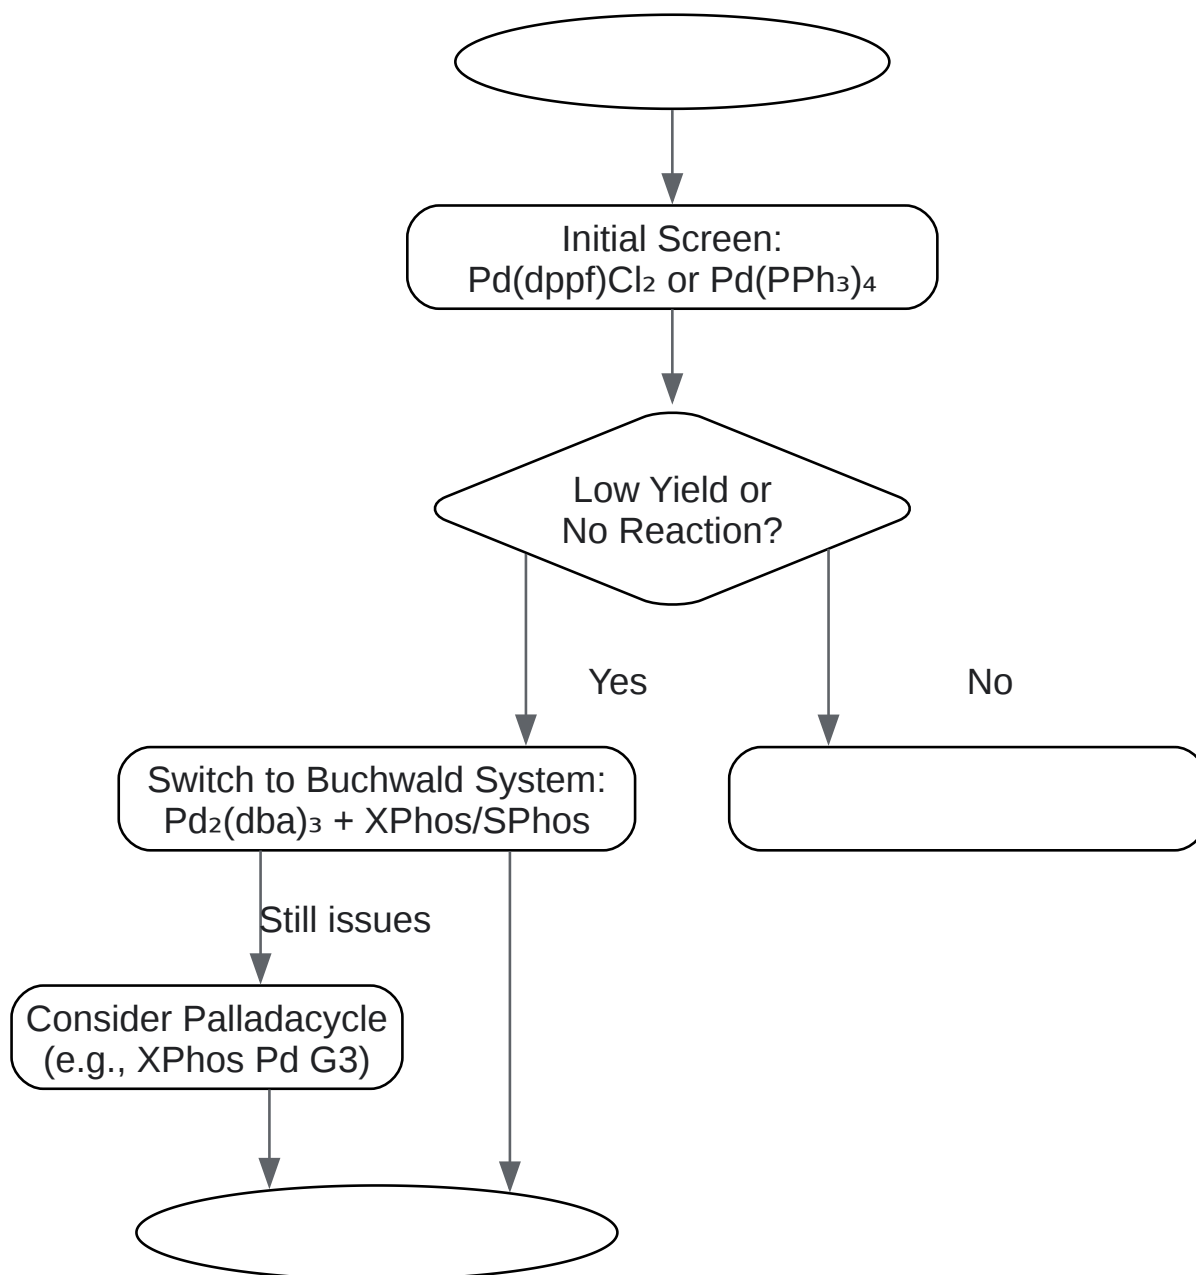 Initial Screen:
Pd(dppf)Cl₂ or Pd(PPh₃)₄
Low Yield or
No Reaction?
Yes
No
Switch to Buchwald System:
Pd₂(dba)₃ + XPhos/SPhos
Still issues
Consider Palladacycle
(e.g., XPhos Pd G3)